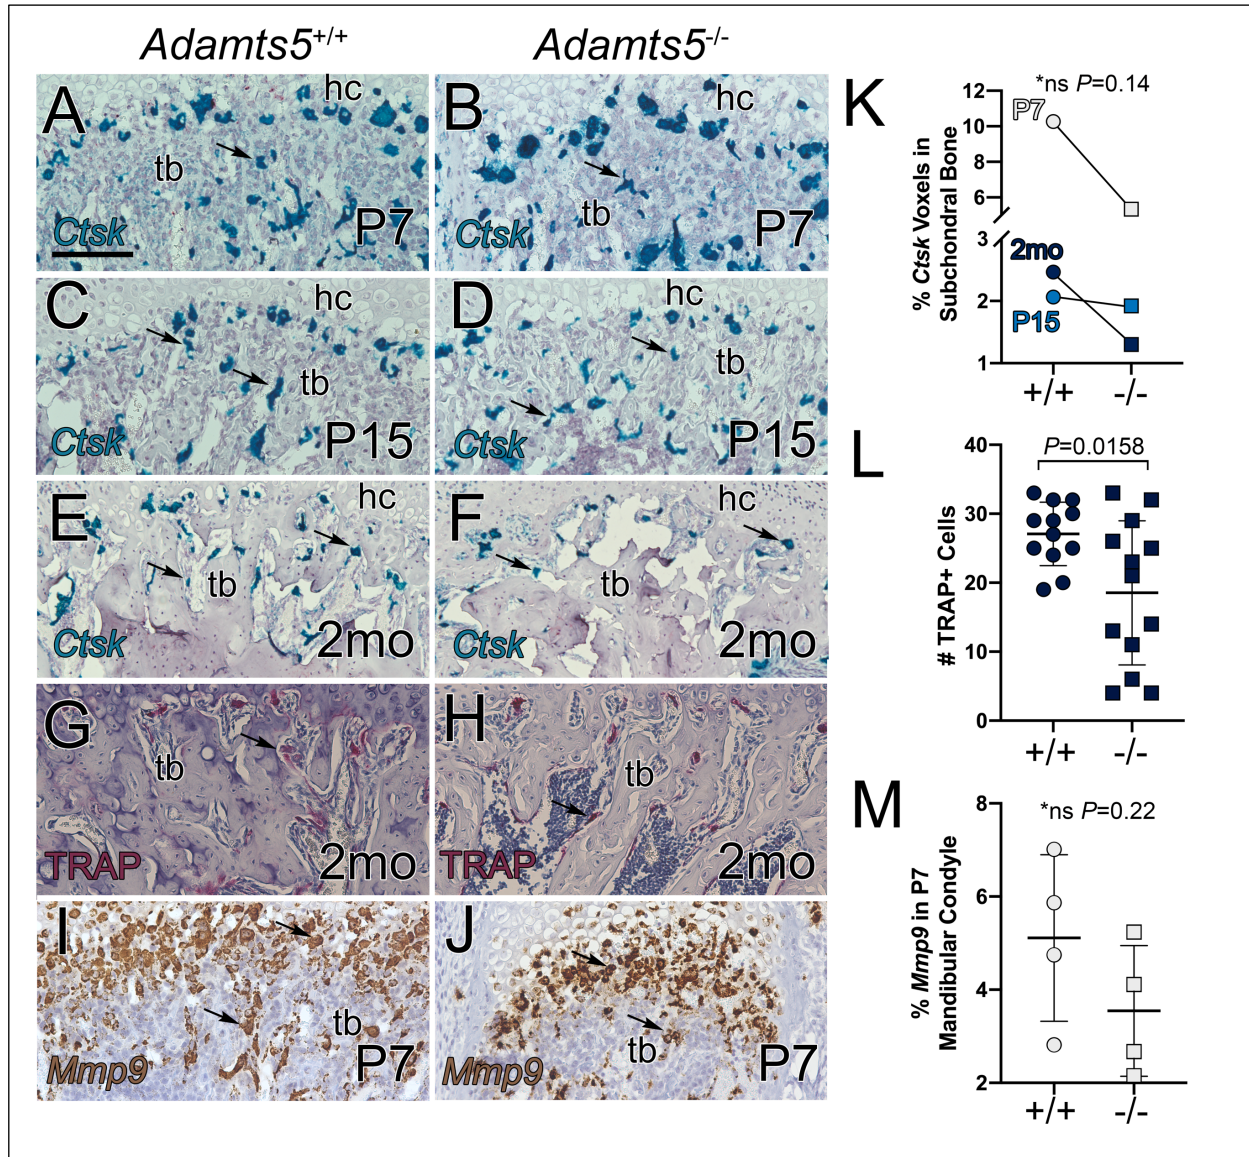 Adamts5+/+
Adamts5-/-
A
hc
tb
Ctsk
P7
B
hc
tb
Ctsk
P7
C
hc
tb
Ctsk
P15
D
hc
tb
Ctsk
P15
E
hc
tb
Ctsk
2mo
F
hc
tb
Ctsk
2mo
G
tb
TRAP
2mo
H
tb
TRAP
2mo
I
tb
Mmp9
P7
J
tb
Mmp9
P7
K
*ns P=0.14
% Ctsk Voxels in
Subchondral Bone
12
10
8
6
3
2
1
P7
2mo
P15
+/+
-/-
L
P=0.0158
# TRAP+ Cells
40
30
20
10
0
+/+
-/-
M
*ns P=0.22
% Mmp9 in P7
Mandibular Condyle
8
6
4
2
+/+
-/-